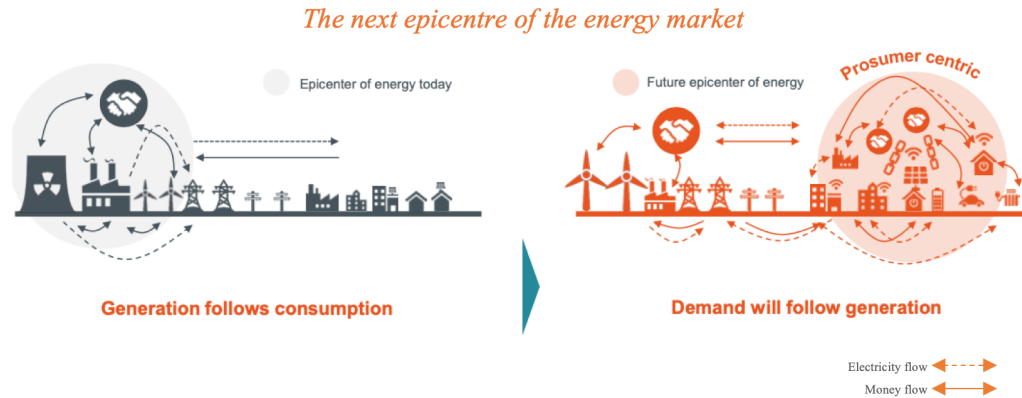 The next epicentre of the energy market
Prosumer centric
Epicenter of energy today
Future epicenter of energy
Generation follows consumption
Demand will follow generation
Electricity flow
Money flow